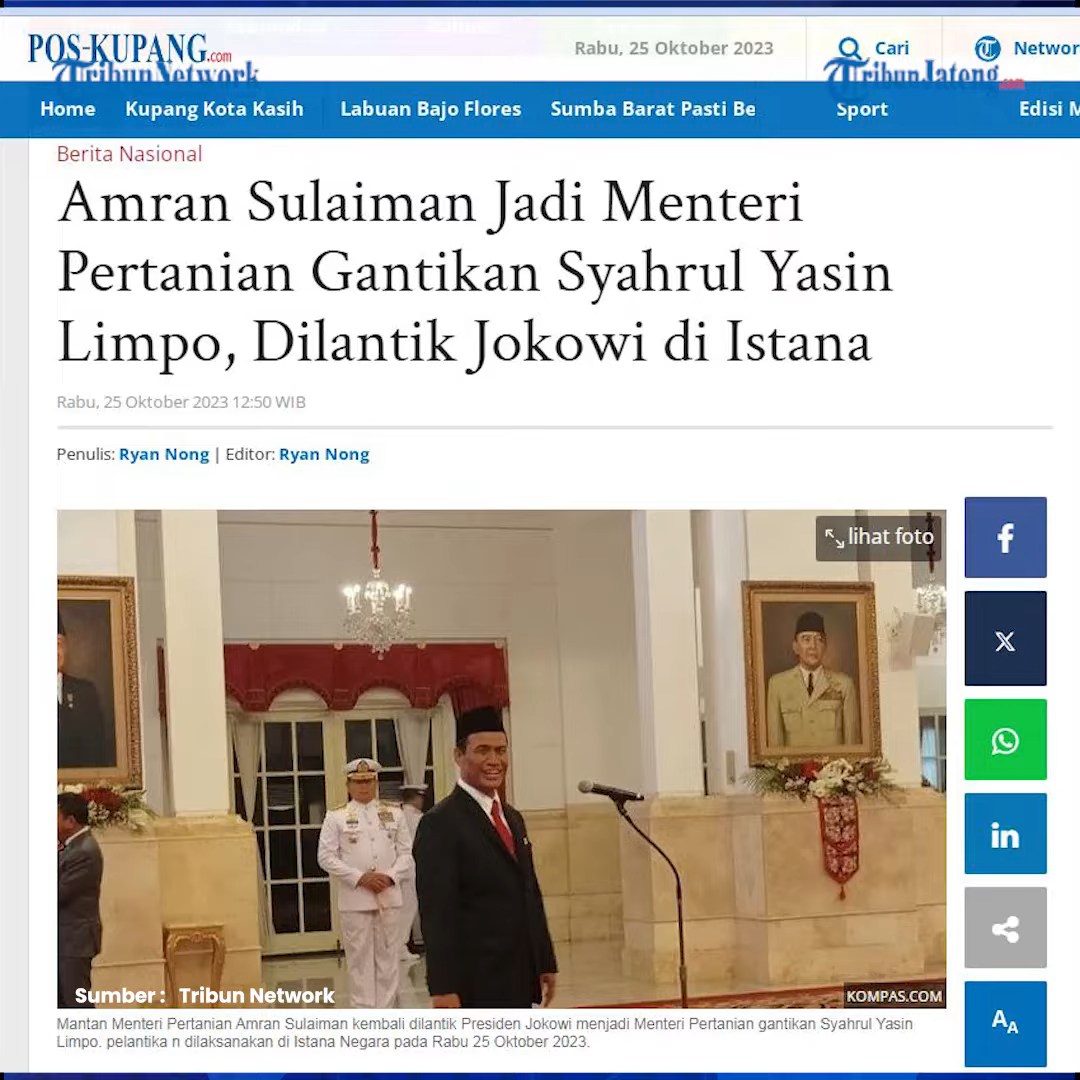 POS-KUPANG.com
Rabu, 25 Oktober 2023
Cari
Networ
TribunNetwork
TribunJateng.com
Home
Kupang Kota Kasih
Labuan Bajo Flores
Sumba Barat Pasti Be
Sport
Edisi M
Berita Nasional
Amran Sulaiman Jadi Menteri
Pertanian Gantikan Syahrul Yasin
Limpo, Dilantik Jokowi di Istana
Rabu, 25 Oktober 2023 12:50 WIB
Penulis: Ryan Nong | Editor: Ryan Nong
lihat foto
Sumber : Tribun Network
KOMPAS.COM
Mantan Menteri Pertanian Amran Sulaiman kembali dilantik Presiden Jokowi menjadi Menteri Pertanian gantikan Syahrul Yasin
Limpo. pelantika n dilaksanakan di Istana Negara pada Rabu 25 Oktober 2023.
f
X
in
AA